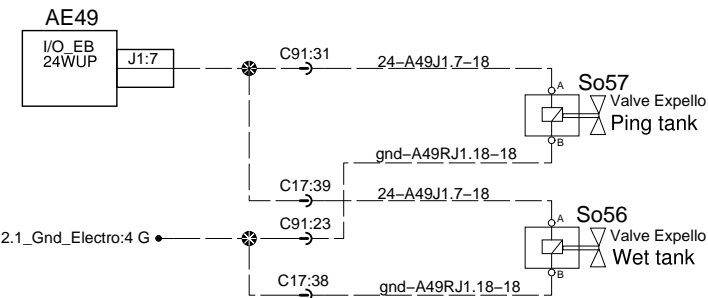 AE49
I/O_EB
24WUP
J1:7
C91:31
24–A49J1.7–18
A
So57
Valve Expello
Ping tank
B
gnd–A49RJ1.18–18
C17:39
24–A49J1.7–18
A
So56
2.1_Gnd_Electro:4 G
C91:23
Valve Expello
Wet tank
B
C17:38
gnd–A49RJ1.18–18